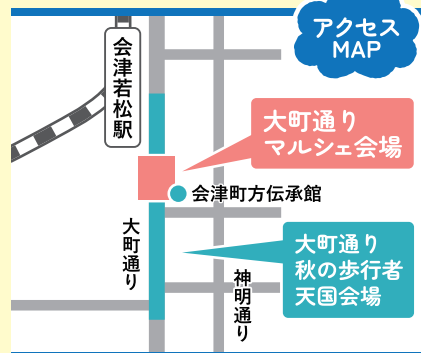 アクセス
MAP
会津若松駅
大町通り
マルシェ会場
会津町方伝承館
大町通り
大町通り
秋の歩行者
天国会場
神明通り